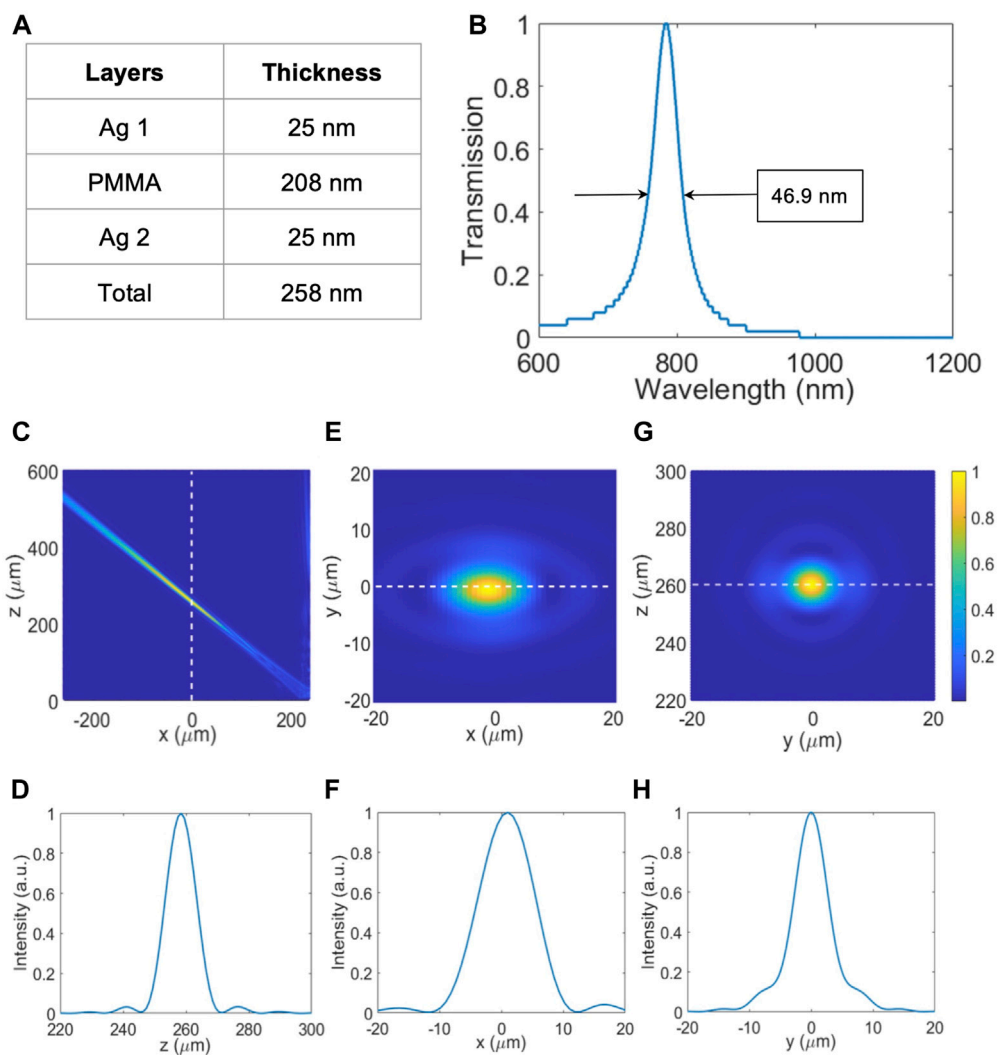 A
Layers Thickness
Ag 1 25 nm
PMMA 208 nm
Ag 2 25 nm
Total 258 nm
B
Transmission
1
0.8
0.6
0.4
0.2
0
46.9 nm
600 800 1000 1200
Wavelength (nm)
C
z (μm)
600
400
200
0
-200 0 200
x (μm)
E
y (μm)
20
10
0
-10
-20
-20 0 20
x (μm)
G
z (μm)
300
280
260
240
220
-20 0 20
y (μm)
1
0.8
0.6
0.4
0.2
D
Intensity (a.u.)
1
0.8
0.6
0.4
0.2
0
220 240 260 280 300
z (μm)
F
Intensity (a.u.)
1
0.8
0.6
0.4
0.2
0
-20 -10 0 10 20
x (μm)
H
Intensity (a.u.)
1
0.8
0.6
0.4
0.2
0
-20 -10 0 10 20
y (μm)